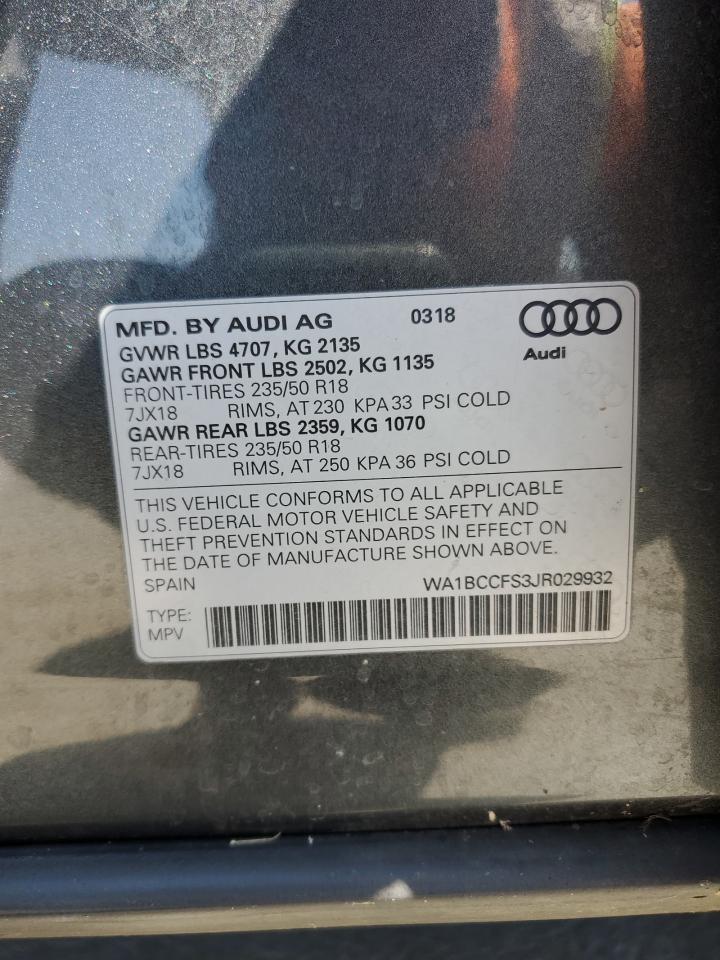 MFD. BY AUDI AG 0318
Audi
GVWR LBS 4707, KG 2135
GAWR FRONT LBS 2502, KG 1135
FRONT-TIRES 235/50 R18
7JX18 RIMS, AT 230 KPA 33 PSI COLD
GAWR REAR LBS 2359, KG 1070
REAR-TIRES 235/50 R18
7JX18 RIMS, AT 250 KPA 36 PSI COLD
THIS VEHICLE CONFORMS TO ALL APPLICABLE
U.S. FEDERAL MOTOR VEHICLE SAFETY AND
THEFT PREVENTION STANDARDS IN EFFECT ON
THE DATE OF MANUFACTURE SHOWN ABOVE.
SPAIN WA1BCCFS3JR029932
TYPE:
MPV